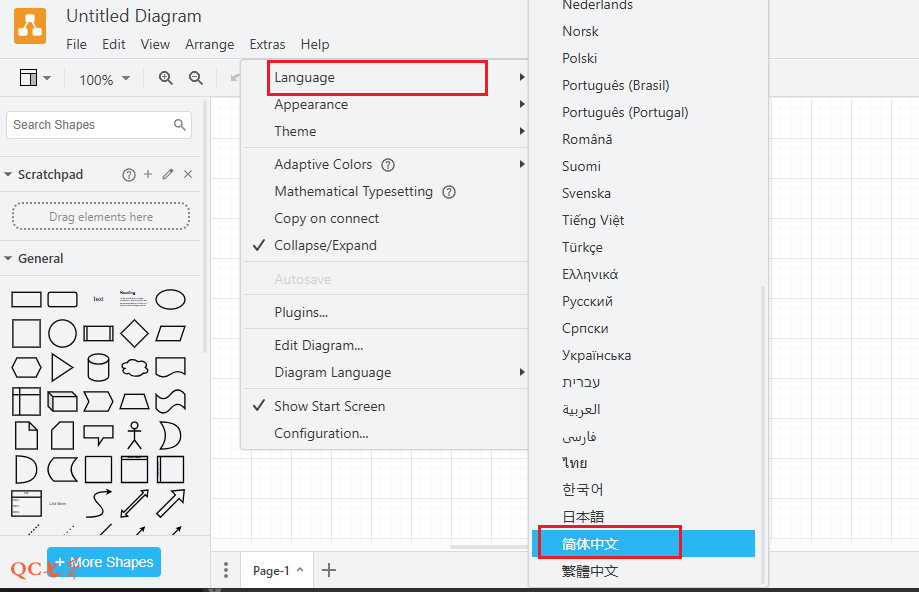 Untitled Diagram
File Edit View Arrange Extras Help
100%
Search Shapes
Scratchpad
Drag elements here
General
Text
Heading
List
List Item
More Shapes
Language
Appearance
Theme
Adaptive Colors
Mathematical Typesetting
Copy on connect
Collapse/Expand
Autosave
Plugins...
Edit Diagram...
Diagram Language
Show Start Screen
Configuration...
Nederlands
Norsk
Polski
Português (Brasil)
Português (Portugal)
Română
Suomi
Svenska
Tiếng Việt
Türkçe
Ελληνικά
Русский
Српски
Українська
עברית
العربية
فارسی
ไทย
한국어
日本語
简体中文
繁體中文
Page-1
QC